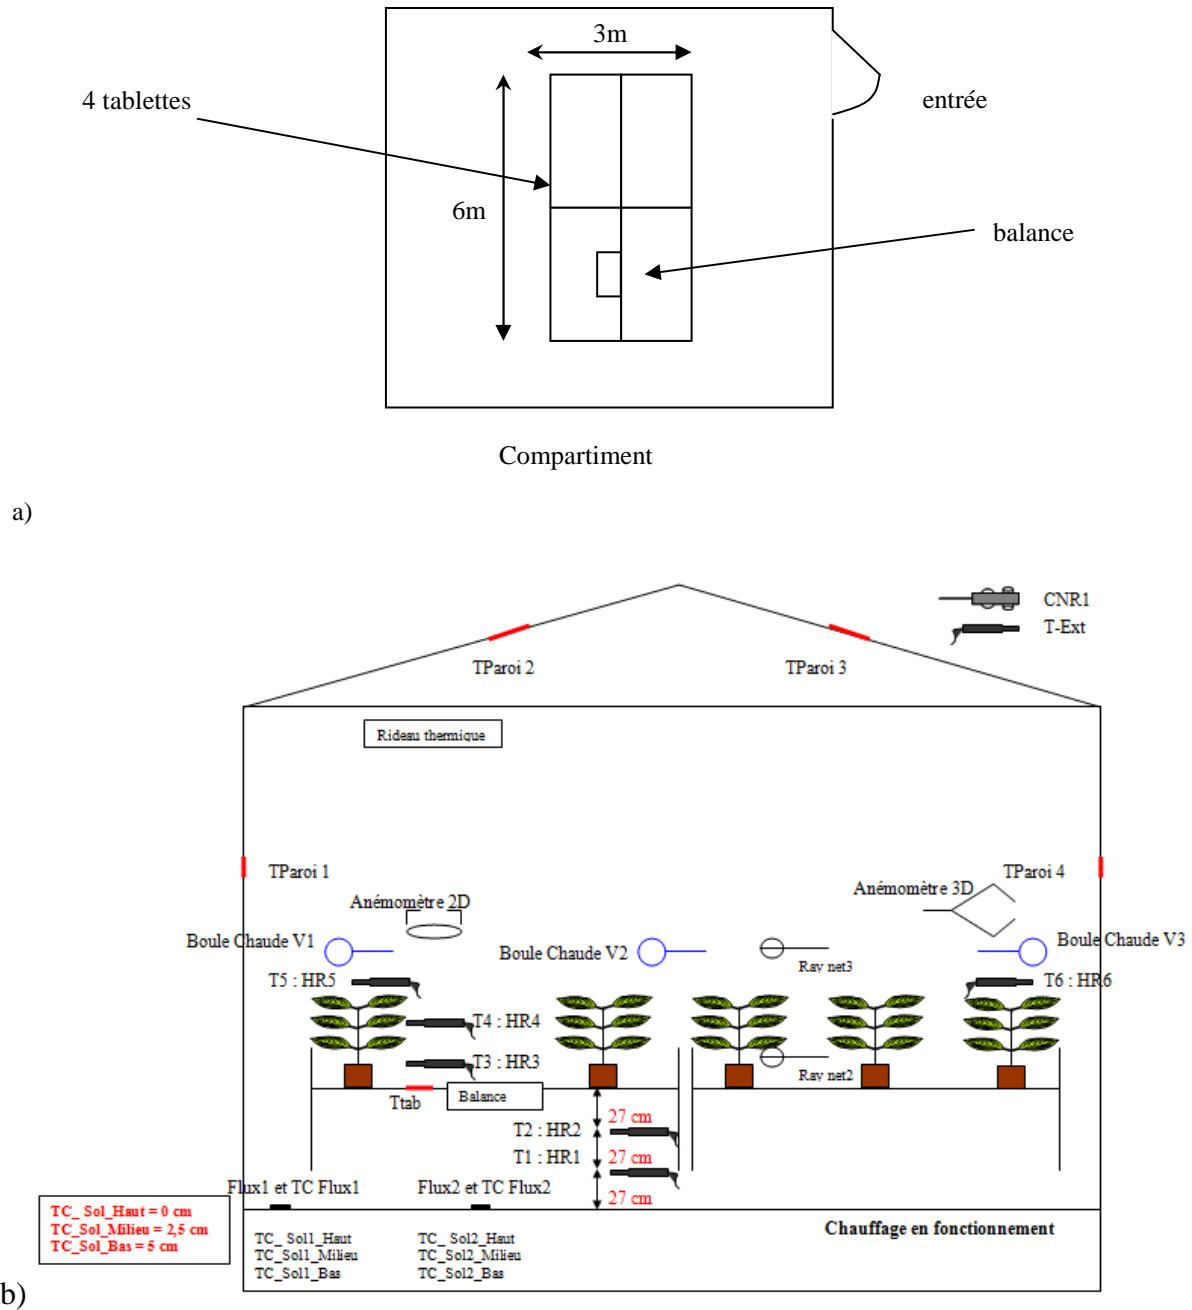 3m
4 tablettes
entrée
6m
balance
Compartiment
a)
CNR1
T-Ext
TParoi 2
TParoi 3
Rideau thermique
TParoi 1
TParoi 4
Anémomètre 2D
Anémomètre 3D
Boule Chaude V1
Boule Chaude V2
Boule Chaude V3
Ray net3
T5 : HR5
T6 : HR6
T4 : HR4
T3 : HR3
Ray net2
Ttab
Balance
27 cm
T2 : HR2
T1 : HR1
27 cm
Flux1 et TC Flux1
Flux2 et TC Flux2
27 cm
TC_ Sol_Haut = 0 cm
TC_Sol_Milieu = 2,5 cm
TC_Sol_Bas = 5 cm
Chauffage en fonctionnement
TC_ Sol1_Haut
TC_Sol1_Milieu
TC_Sol1_Bas
TC_Sol2_Haut
TC_Sol2_Milieu
TC_Sol2_Bas
b)